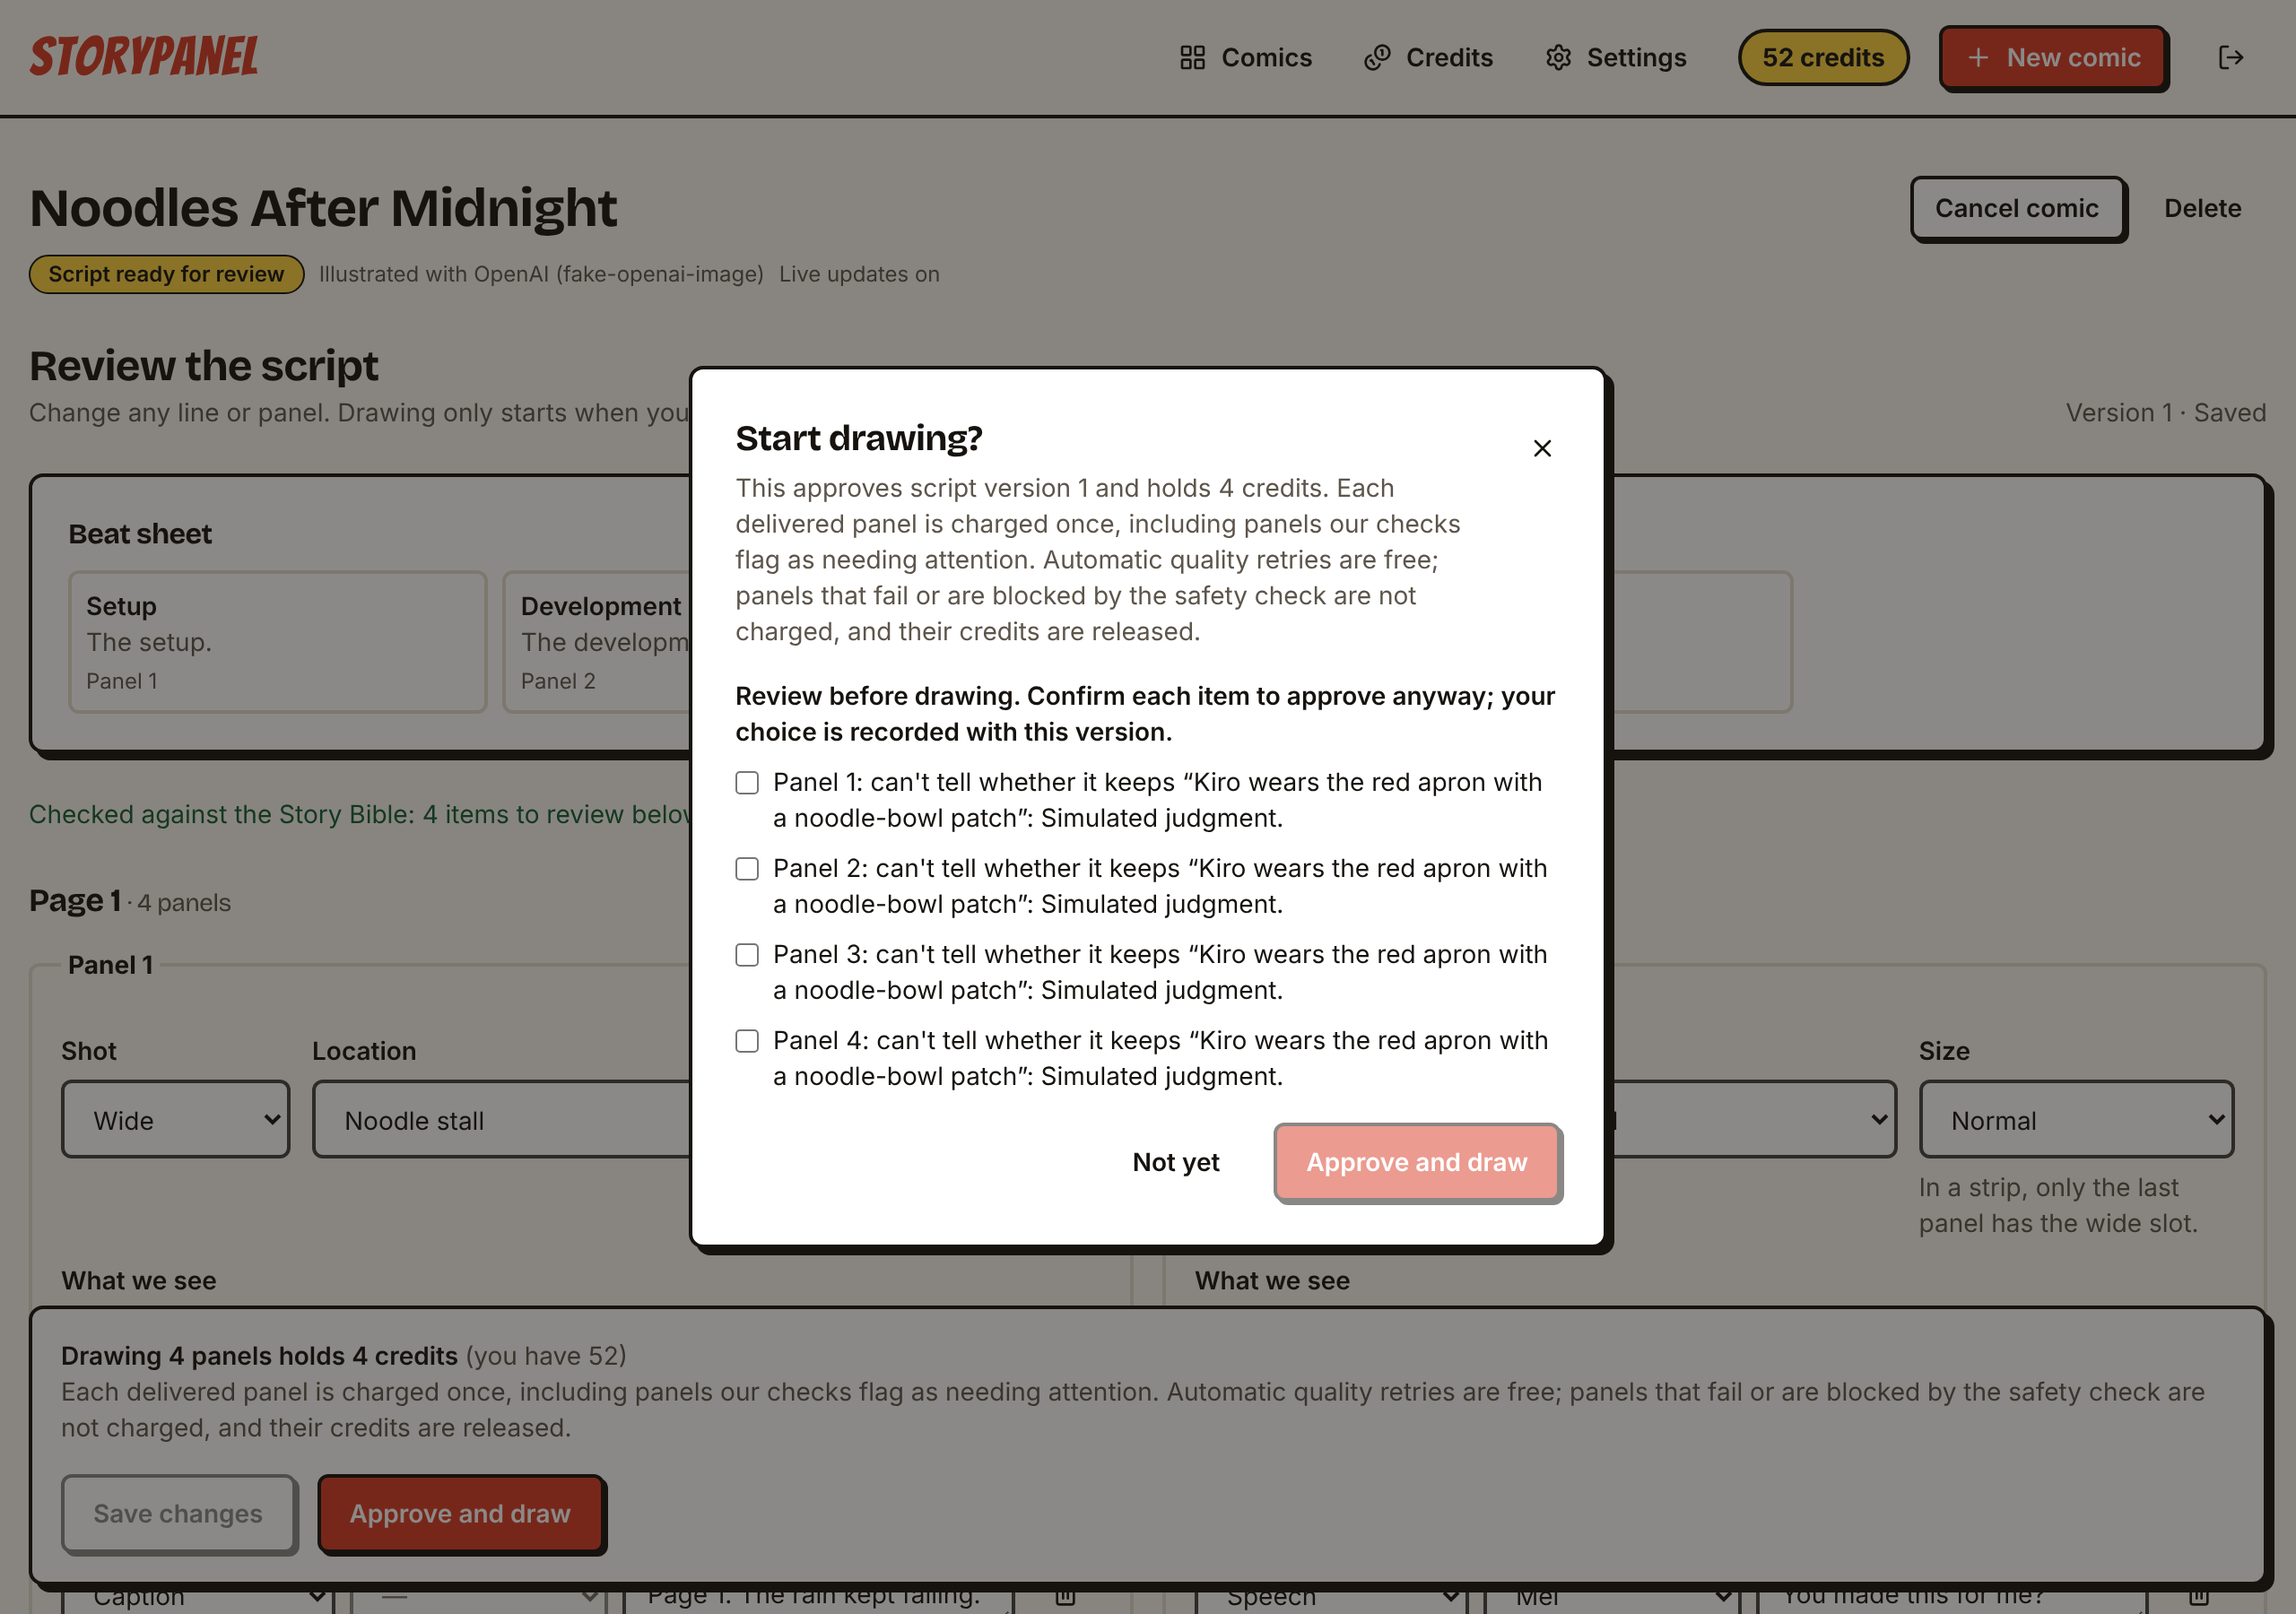 STORYPANEL
Comics
Credits
Settings
52 credits
New comic
Noodles After Midnight
Cancel comic
Delete
Script ready for review
Illustrated with OpenAI (fake-openai-image)
Live updates on
Review the script
Change any line or panel. Drawing only starts when you
Version 1 · Saved
Beat sheet
Setup
The setup.
Panel 1
Development
The developm
Panel 2
Checked against the Story Bible: 4 items to review below
Page 1 · 4 panels
Panel 1
Shot
Wide
Location
Noodle stall
Size
Normal
In a strip, only the last
panel has the wide slot.
What we see
What we see
Start drawing?
This approves script version 1 and holds 4 credits. Each
delivered panel is charged once, including panels our checks
flag as needing attention. Automatic quality retries are free;
panels that fail or are blocked by the safety check are not
charged, and their credits are released.
Review before drawing. Confirm each item to approve anyway; your
choice is recorded with this version.
Panel 1: can't tell whether it keeps “Kiro wears the red apron with
a noodle-bowl patch”: Simulated judgment.
Panel 2: can't tell whether it keeps “Kiro wears the red apron with
a noodle-bowl patch”: Simulated judgment.
Panel 3: can't tell whether it keeps “Kiro wears the red apron with
a noodle-bowl patch”: Simulated judgment.
Panel 4: can't tell whether it keeps “Kiro wears the red apron with
a noodle-bowl patch”: Simulated judgment.
Not yet
Approve and draw
Drawing 4 panels holds 4 credits (you have 52)
Each delivered panel is charged once, including panels our checks flag as needing attention. Automatic quality retries are free; panels that fail or are blocked by the safety check are
not charged, and their credits are released.
Save changes
Approve and draw
Caption
—
Page 1. The rain kept falling.
Speech
Mei
You made this for me?